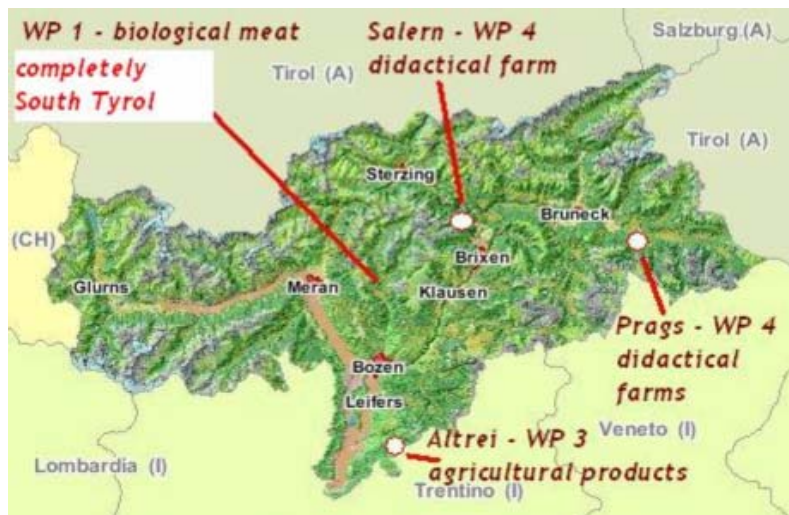 WP 1 - biological meat
completely
South Tyrol
Salern - WP 4
didactical farm
Salzburg.(A)
Tirol (A)
Tirol (A)
(CH)
Sterzing
Bruneck
Brixen
Glurns
Meran
Klausen
Prags - WP 4
didactical
farms
Bozen
Leifers
Altrei - WP 3
agricultural products
Veneto (I)
Lombardia (I)
Trentino (I)